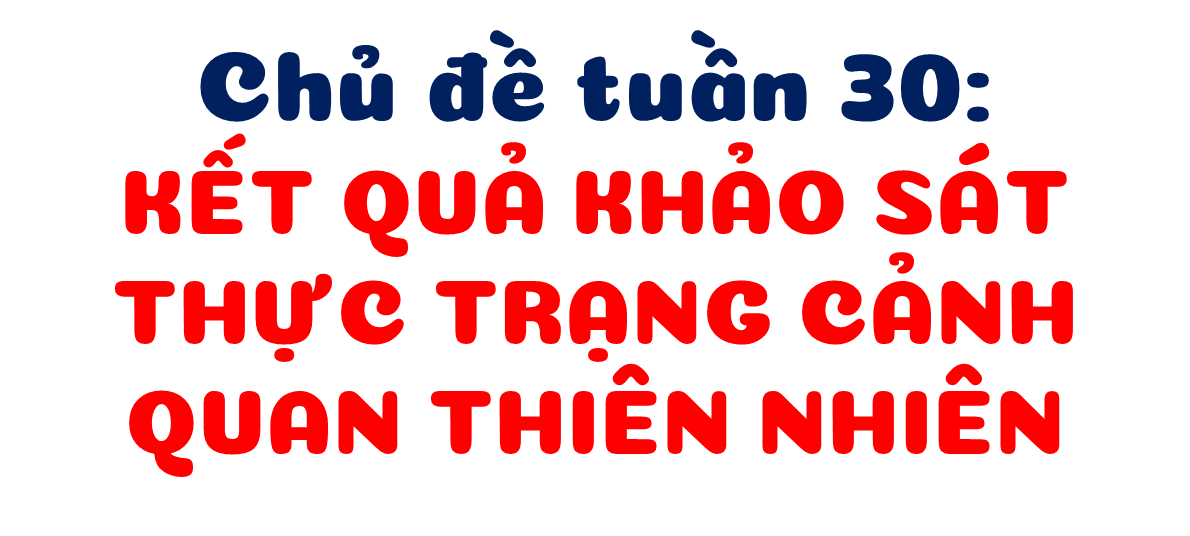 Chủ đề tuần 30:
KẾT QUẢ KHẢO SÁT
THỰC TRẠNG CẢNH
QUAN THIÊN NHIÊN